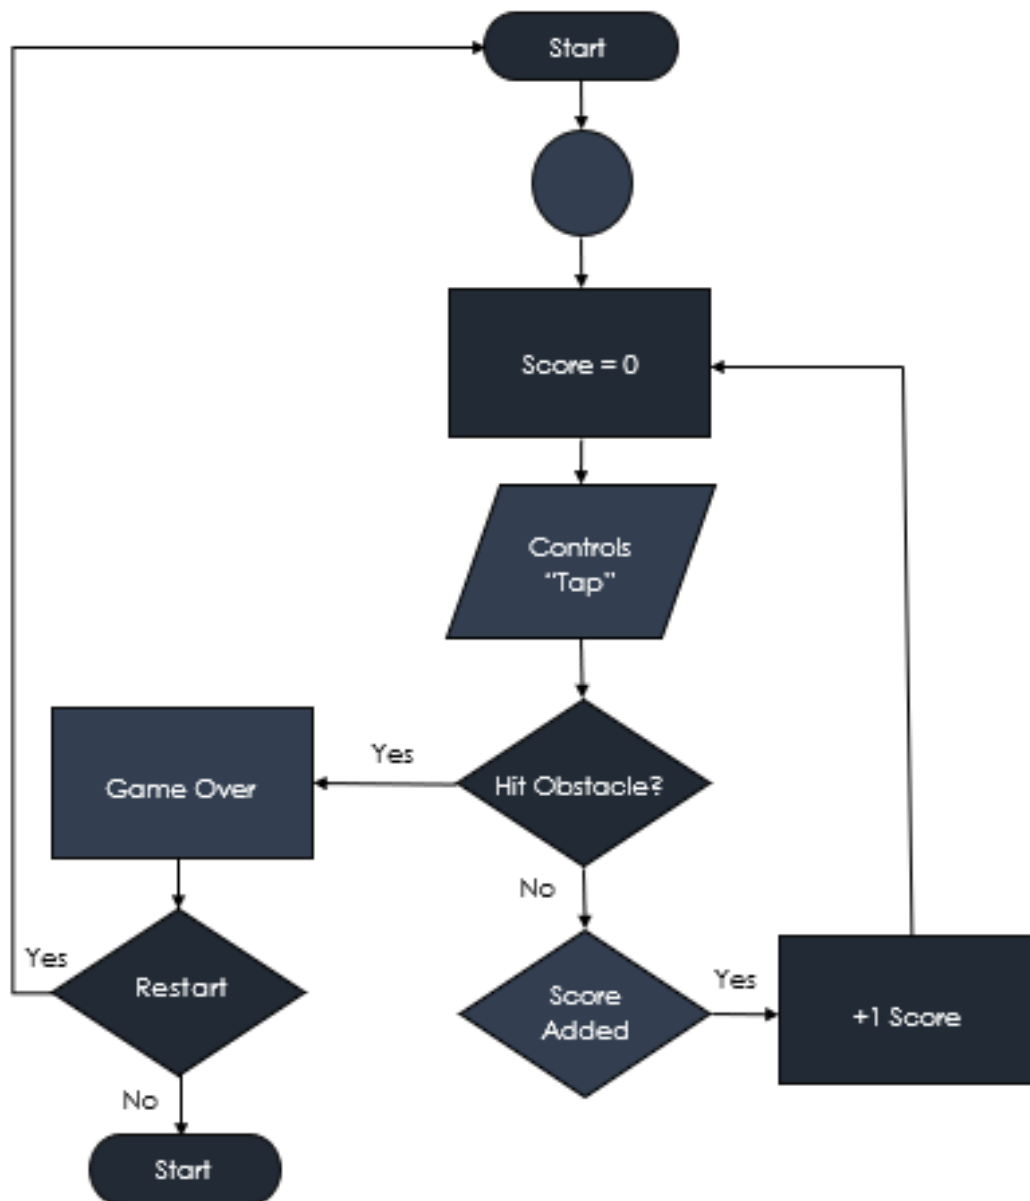 Start
Score = 0
Controls
“Tap”
Yes
Hit Obstacle?
Game Over
No
Yes
Restart
Score
Added
Yes
+1 Score
No
Start